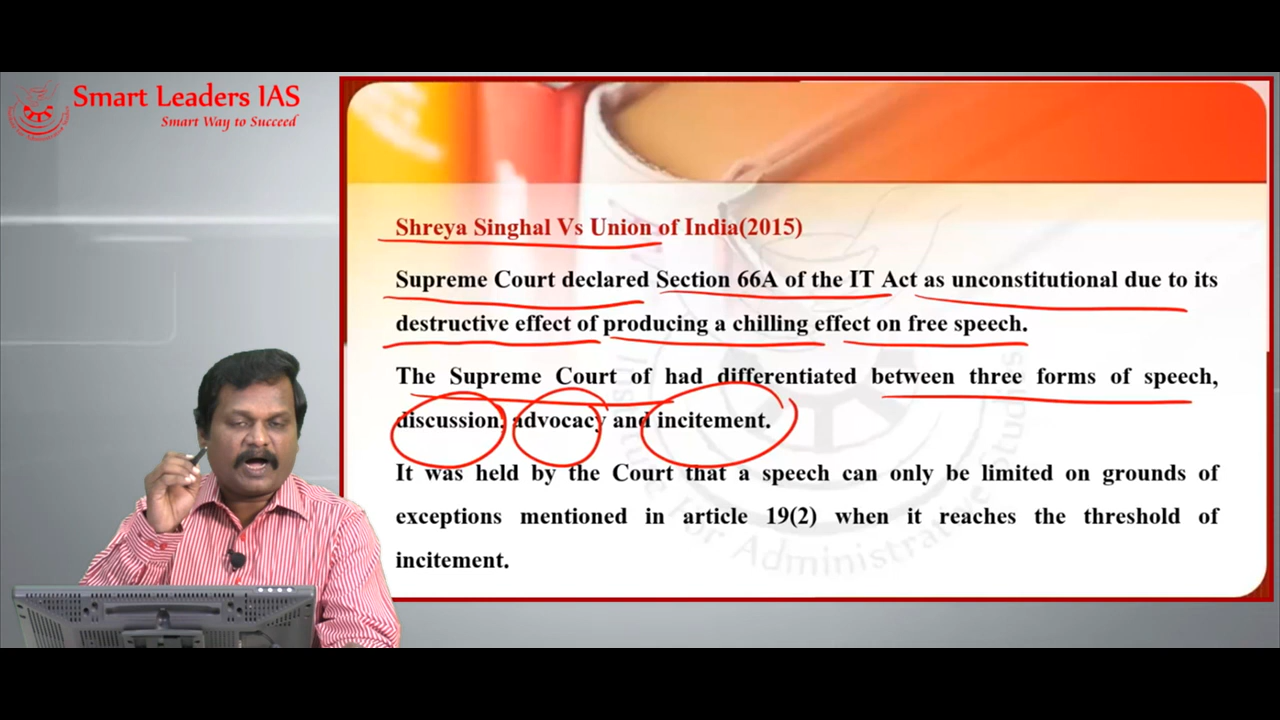 Smart Leaders IAS
Smart Way to Succeed
Shreya Singhal Vs Union of India(2015)
Supreme Court declared Section 66A of the IT Act as unconstitutional due to its
destructive effect of producing a chilling effect on free speech.
The Supreme Court of had differentiated between three forms of speech,
discussion, advocacy and incitement.
It was held by the Court that a speech can only be limited on grounds of
exceptions mentioned in article 19(2) when it reaches the threshold of
incitement.